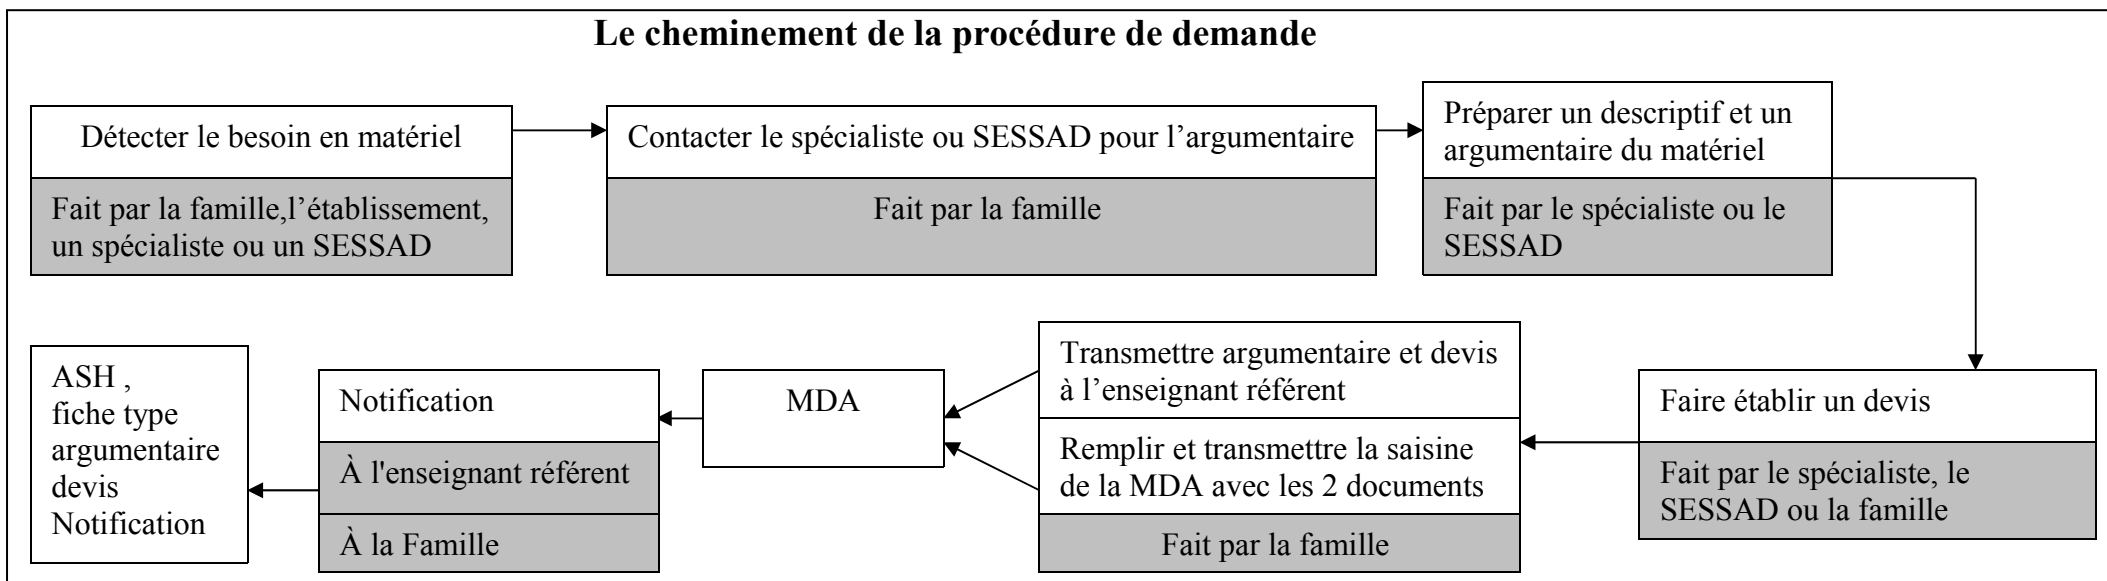 Le cheminement de la procédure de demande
Détecter le besoin en matériel
Fait par la famille,l’établissement,
un spécialiste ou un SESSAD
Contacter le spécialiste ou SESSAD pour l’argumentaire
Fait par la famille
Préparer un descriptif et un
argumentaire du matériel
Fait par le spécialiste ou le
SESSAD
Faire établir un devis
Fait par le spécialiste, le
SESSAD ou la famille
Transmettre argumentaire et devis
à l’enseignant référent
Remplir et transmettre la saisine
de la MDA avec les 2 documents
Fait par la famille
MDA
Notification
À l'enseignant référent
À la Famille
ASH ,
fiche type
argumentaire
devis
Notification